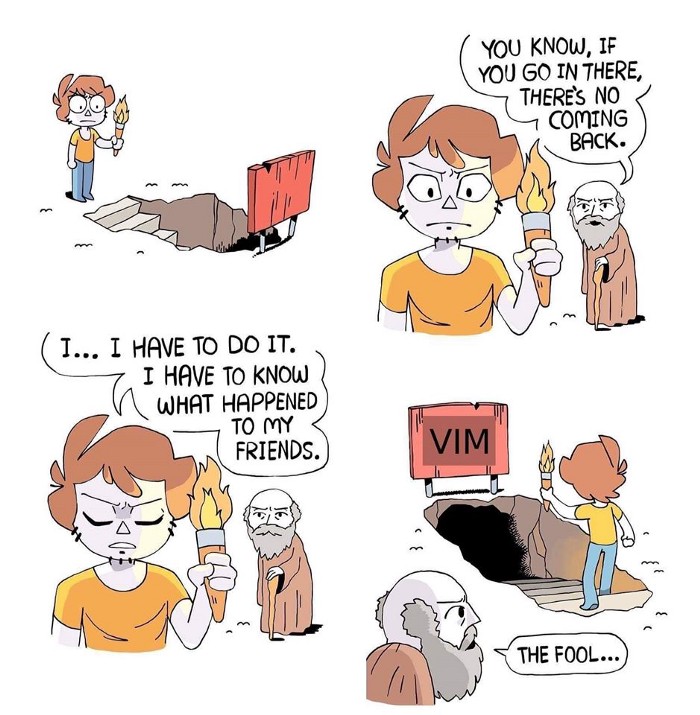 YOU KNOW, IF
YOU GO IN THERE,
THERE'S NO
COMING
BACK.
I... I HAVE TO DO IT.
I HAVE TO KNOW
WHAT HAPPENED
TO MY
FRIENDS.
VIM
THE FOOL...